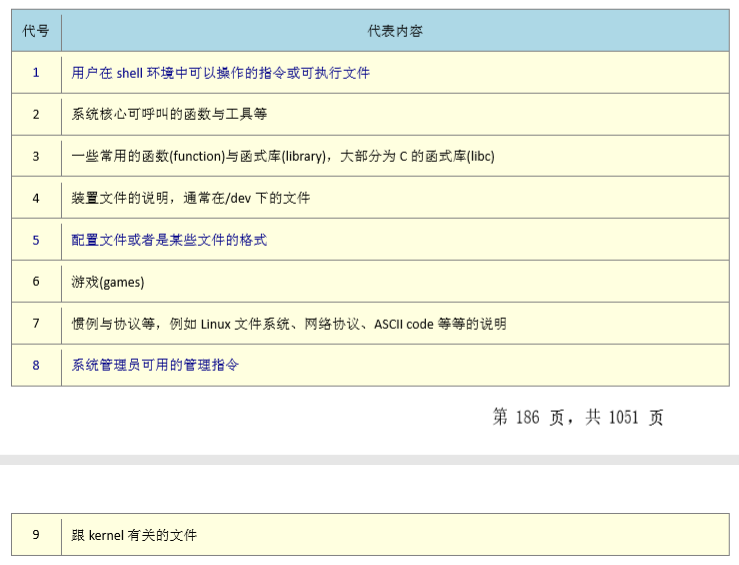 代号 代表内容
1 用户在 shell 环境中可以操作的指令或可执行文件
2 系统核心可呼叫的函数与工具等
3 一些常用的函数(function)与函式库(library)，大部分为 C 的函式库(libc)
4 装置文件的说明，通常在/dev 下的文件
5 配置文件或者是某些文件的格式
6 游戏(games)
7 惯例与协议等，例如 Linux 文件系统、网络协议、ASCII code 等等的说明
8 系统管理员可用的管理指令
第 186 页，共 1051 页
9 跟 kernel 有关的文件